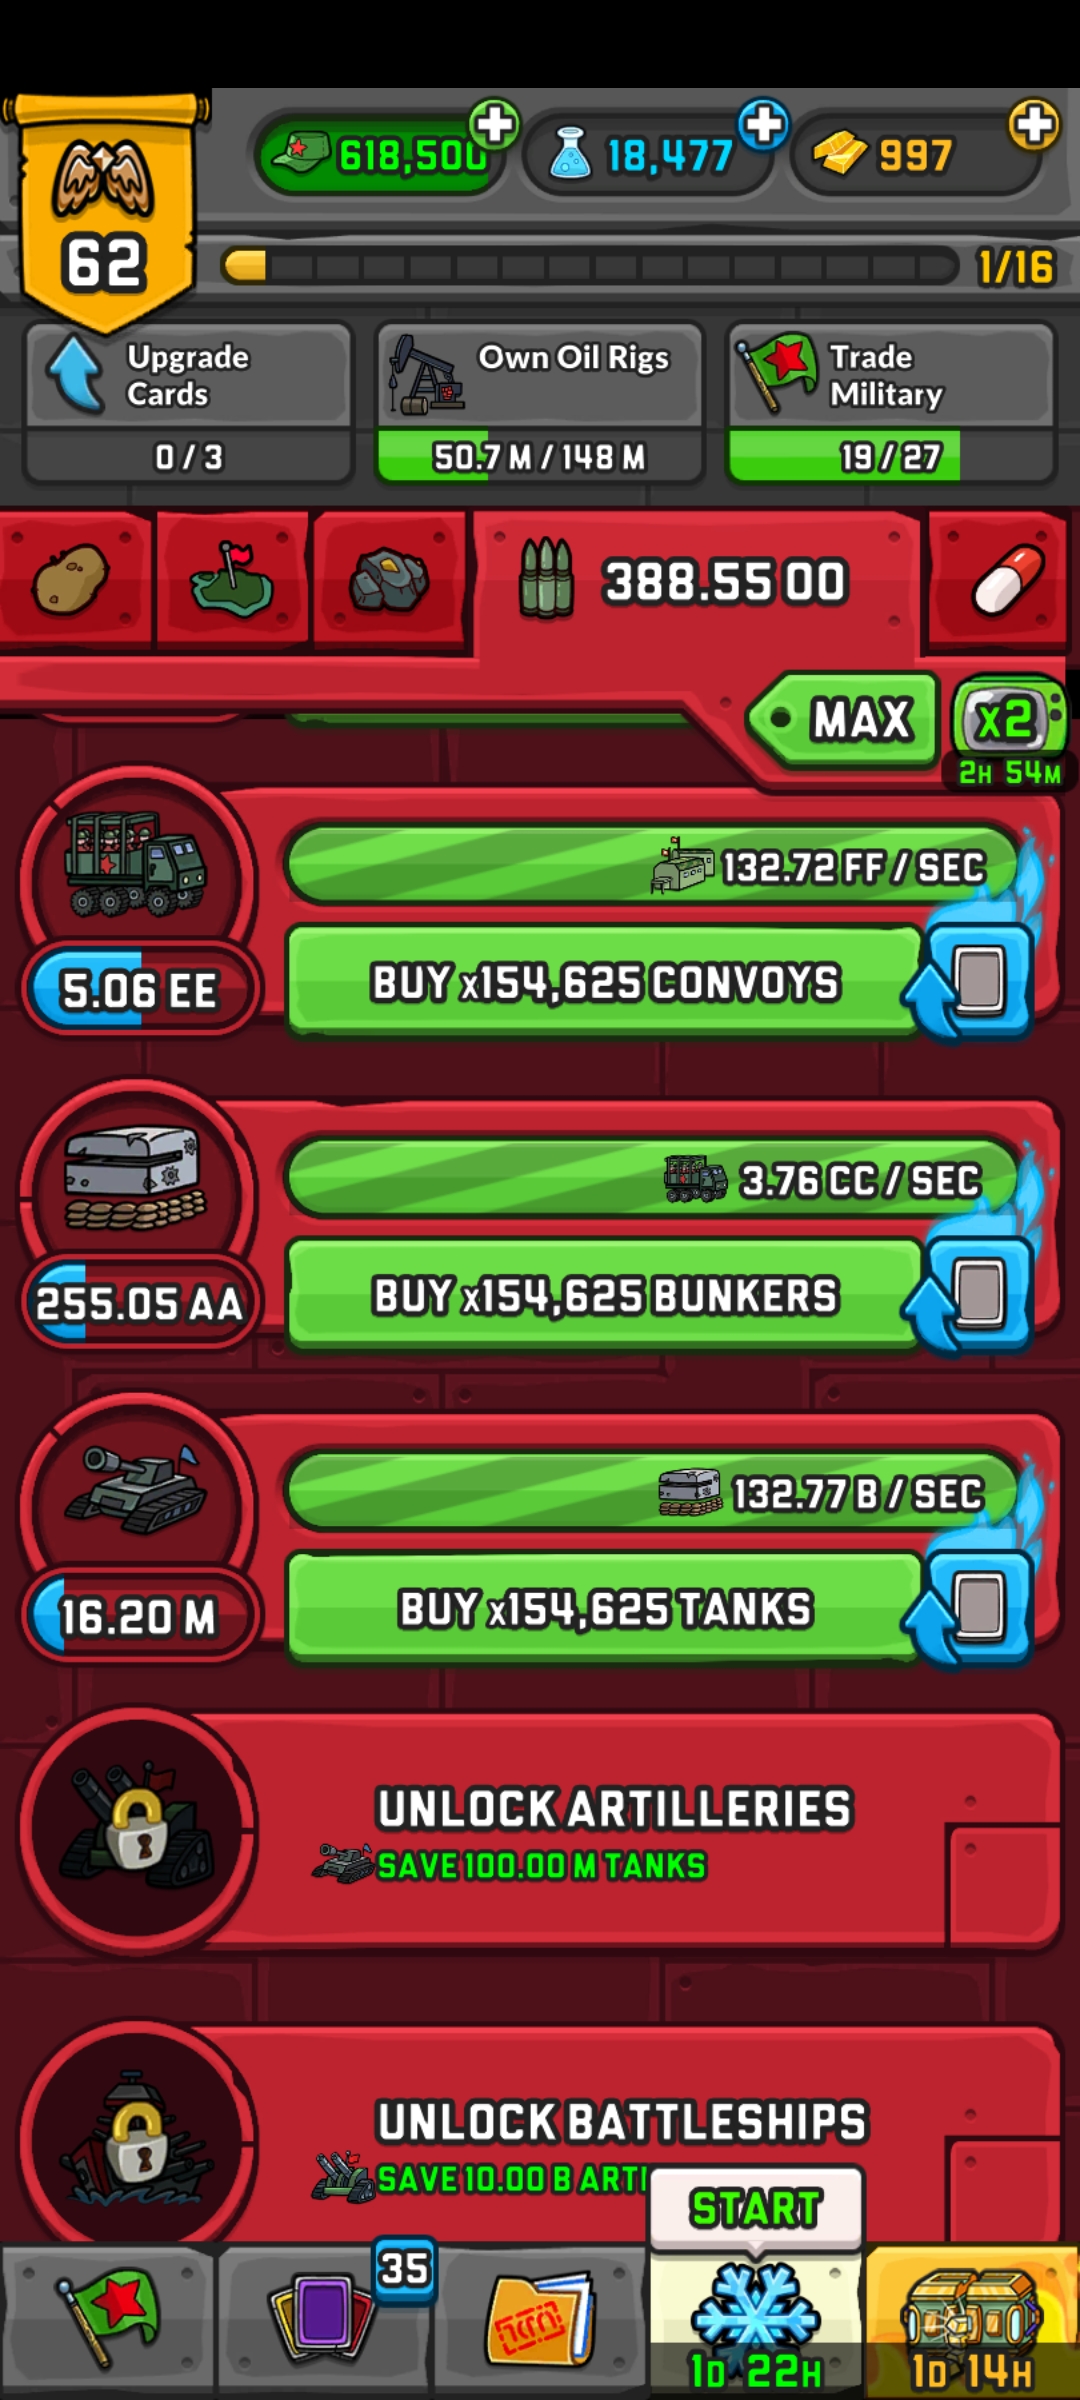 618,500
18,477
997
62
1/16
Upgrade
Cards
0 / 3
Own Oil Rigs
50.7 M / 148 M
Trade
Military
19 / 27
388.55 OO
MAX
x2
2H 54M
132.72 FF / SEC
5.06 EE
BUY x154,625 CONVOYS
3.76 CC / SEC
255.05 AA
BUY x154,625 BUNKERS
132.77 B / SEC
16.20 M
BUY x154,625 TANKS
UNLOCK ARTILLERIES
SAVE 100.00 M TANKS
UNLOCK BATTLESHIPS
SAVE 10.00 B ARTI
START
35
1D 22H
1D 14H